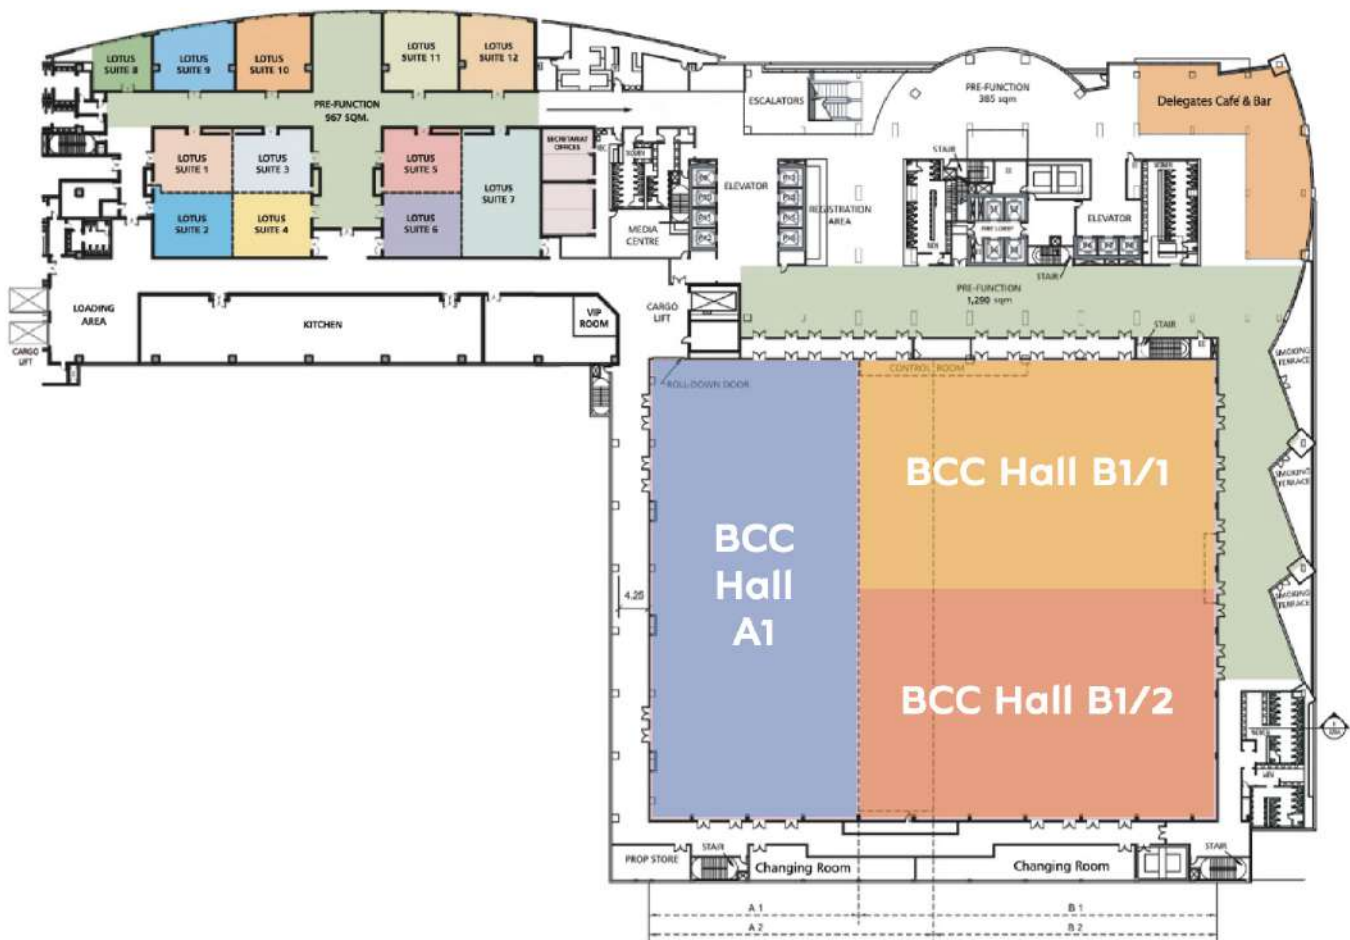 LOTUS
SUITE 8
LOTUS
SUITE 9
LOTUS
SUITE 10
LOTUS
SUITE 11
LOTUS
SUITE 12
PRE-FUNCTION
967 SQM.
ESCALATORS
PRE-FUNCTION
385 sqm
Delegates Café & Bar
LOTUS
SUITE 1
LOTUS
SUITE 3
LOTUS
SUITE 5
LOTUS
SUITE 7
SECRETARIAT
OFFICES
LOTUS
SUITE 2
LOTUS
SUITE 4
LOTUS
SUITE 6
MEDIA
CENTRE
ELEVATOR
REGISTRATION
AREA
STAIR
FIRE LOBBY
ELEVATOR
STAIR
PRE-FUNCTION
1,290 sqm
LOADING
AREA
KITCHEN
VIP
ROOM
CARGO
LIFT
CARGO
LIFT
STAIR
SMOKING
TERRACE
ROLL-DOWN DOOR
CONTROL ROOM
BCC
Hall
A1
BCC Hall B1/1
SMOKING
TERRACE
4.25
SMOKING
TERRACE
BCC Hall B1/2
PROP STORE
STAIR
Changing Room
Changing Room
STAIR
A 1
B 1
A 2
B 2